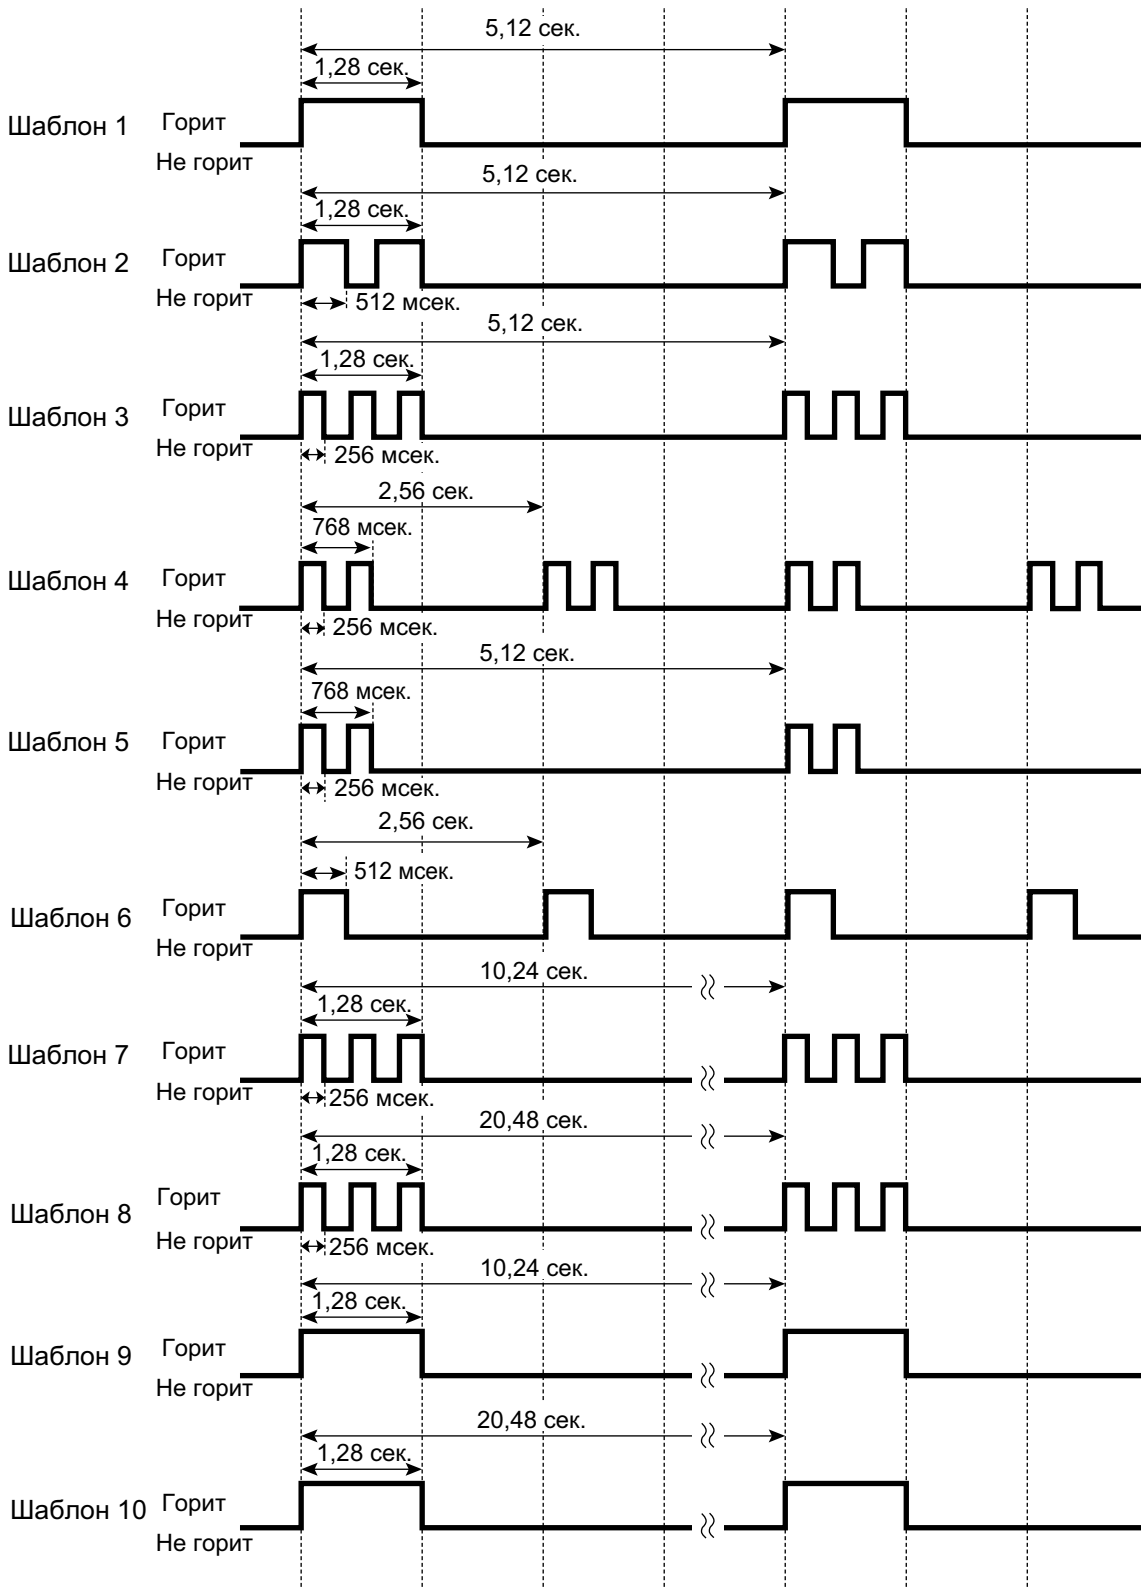 5,12 сек.
1,28 сек.
Шаблон 1
Горит
Не горит
5,12 сек.
1,28 сек.
Шаблон 2
Горит
Не горит
512 мсек.
5,12 сек.
1,28 сек.
Шаблон 3
Горит
Не горит
256 мсек.
2,56 сек.
768 мсек.
Шаблон 4
Горит
Не горит
256 мсек.
5,12 сек.
768 мсек.
Шаблон 5
Горит
Не горит
256 мсек.
2,56 сек.
512 мсек.
Шаблон 6
Горит
Не горит
10,24 сек.
1,28 сек.
Шаблон 7
Горит
Не горит
256 мсек.
20,48 сек.
1,28 сек.
Шаблон 8
Горит
Не горит
256 мсек.
10,24 сек.
1,28 сек.
Шаблон 9
Горит
Не горит
20,48 сек.
1,28 сек.
Шаблон 10
Горит
Не горит